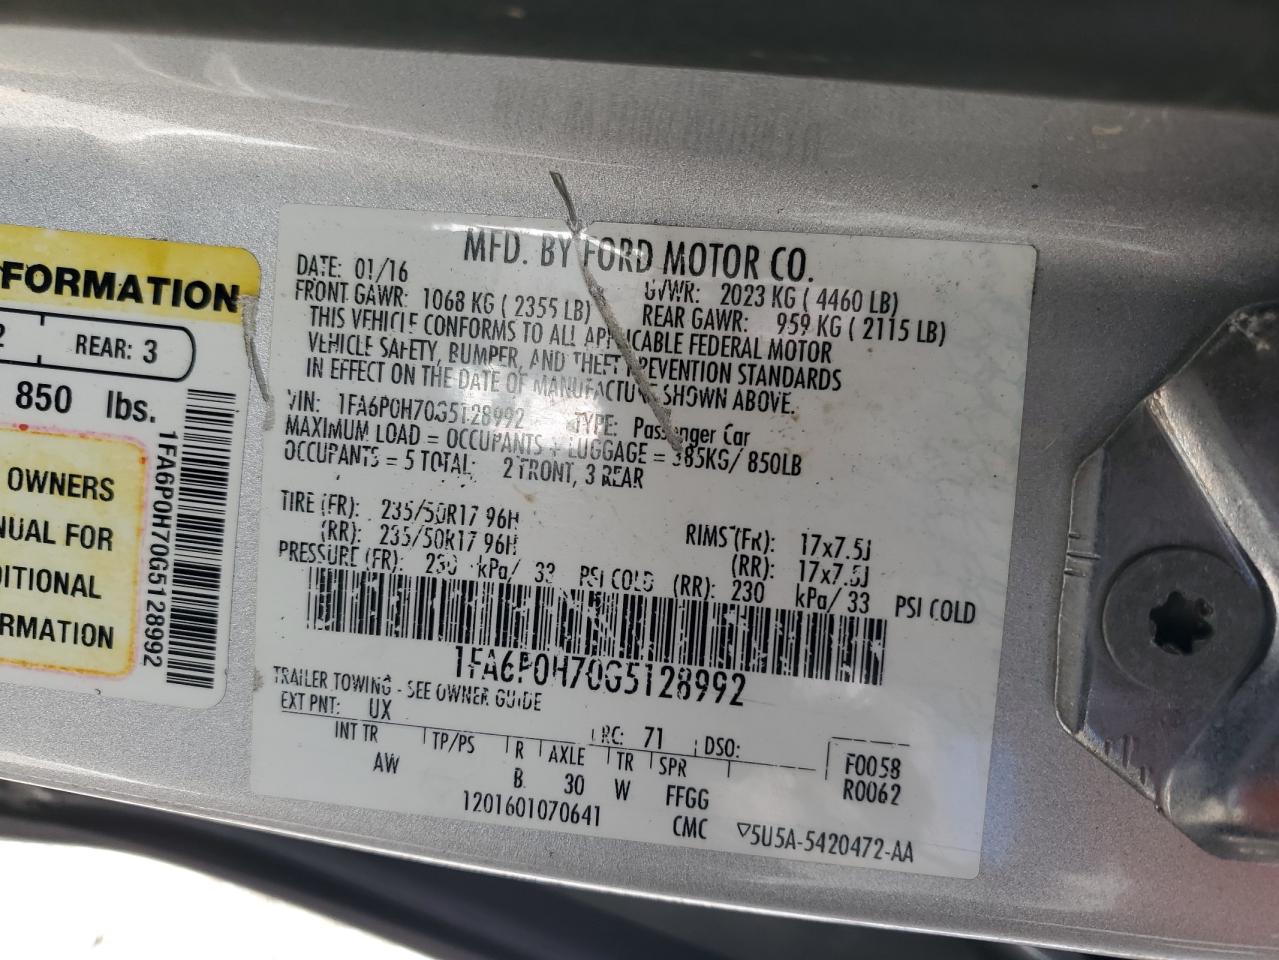 FORMATION
2 REAR: 3
850 lbs.
OWNERS
NUAL FOR
DITIONAL
RMATION
1FA6P0H70G5128992
MFD. BY FORD MOTOR CO.
DATE: 01/16 GVWR: 2023 KG ( 4460 LB)
FRONT GAWR: 1068 KG ( 2355 LB) REAR GAWR: 959 KG ( 2115 LB)
THIS VEHICLE CONFORMS TO ALL APPLICABLE FEDERAL MOTOR
VEHICLE SAFETY, BUMPER, AND THEFT PREVENTION STANDARDS
IN EFFECT ON THE DATE OF MANUFACTURE SHOWN ABOVE.
VIN: 1FA6P0H70G5128992 TYPE: Passenger Car
MAXIMUM LOAD = OCCUPANTS + LUGGAGE = 385KG/ 850LB
OCCUPANTS = 5 TOTAL: 2 FRONT, 3 REAR
TIRE (FR): 235/50R17 96H RIMS (FR): 17x7.5J
(RR): 235/50R17 96H (RR): 17x7.5J
PRESSURE (FR): 230 kPa/ 33 PSI COLD (RR): 230 kPa/ 33 PSI COLD
1FA6P0H70G5128992
TRAILER TOWING - SEE OWNER GUIDE
EXT PNT: UX RC: 71 DSO:
INT TR TP/PS R AXLE TR SPR F0058
AW B 30 W FFGG R0062
1201601070641 CMC ▽5U5A-5420472-AA